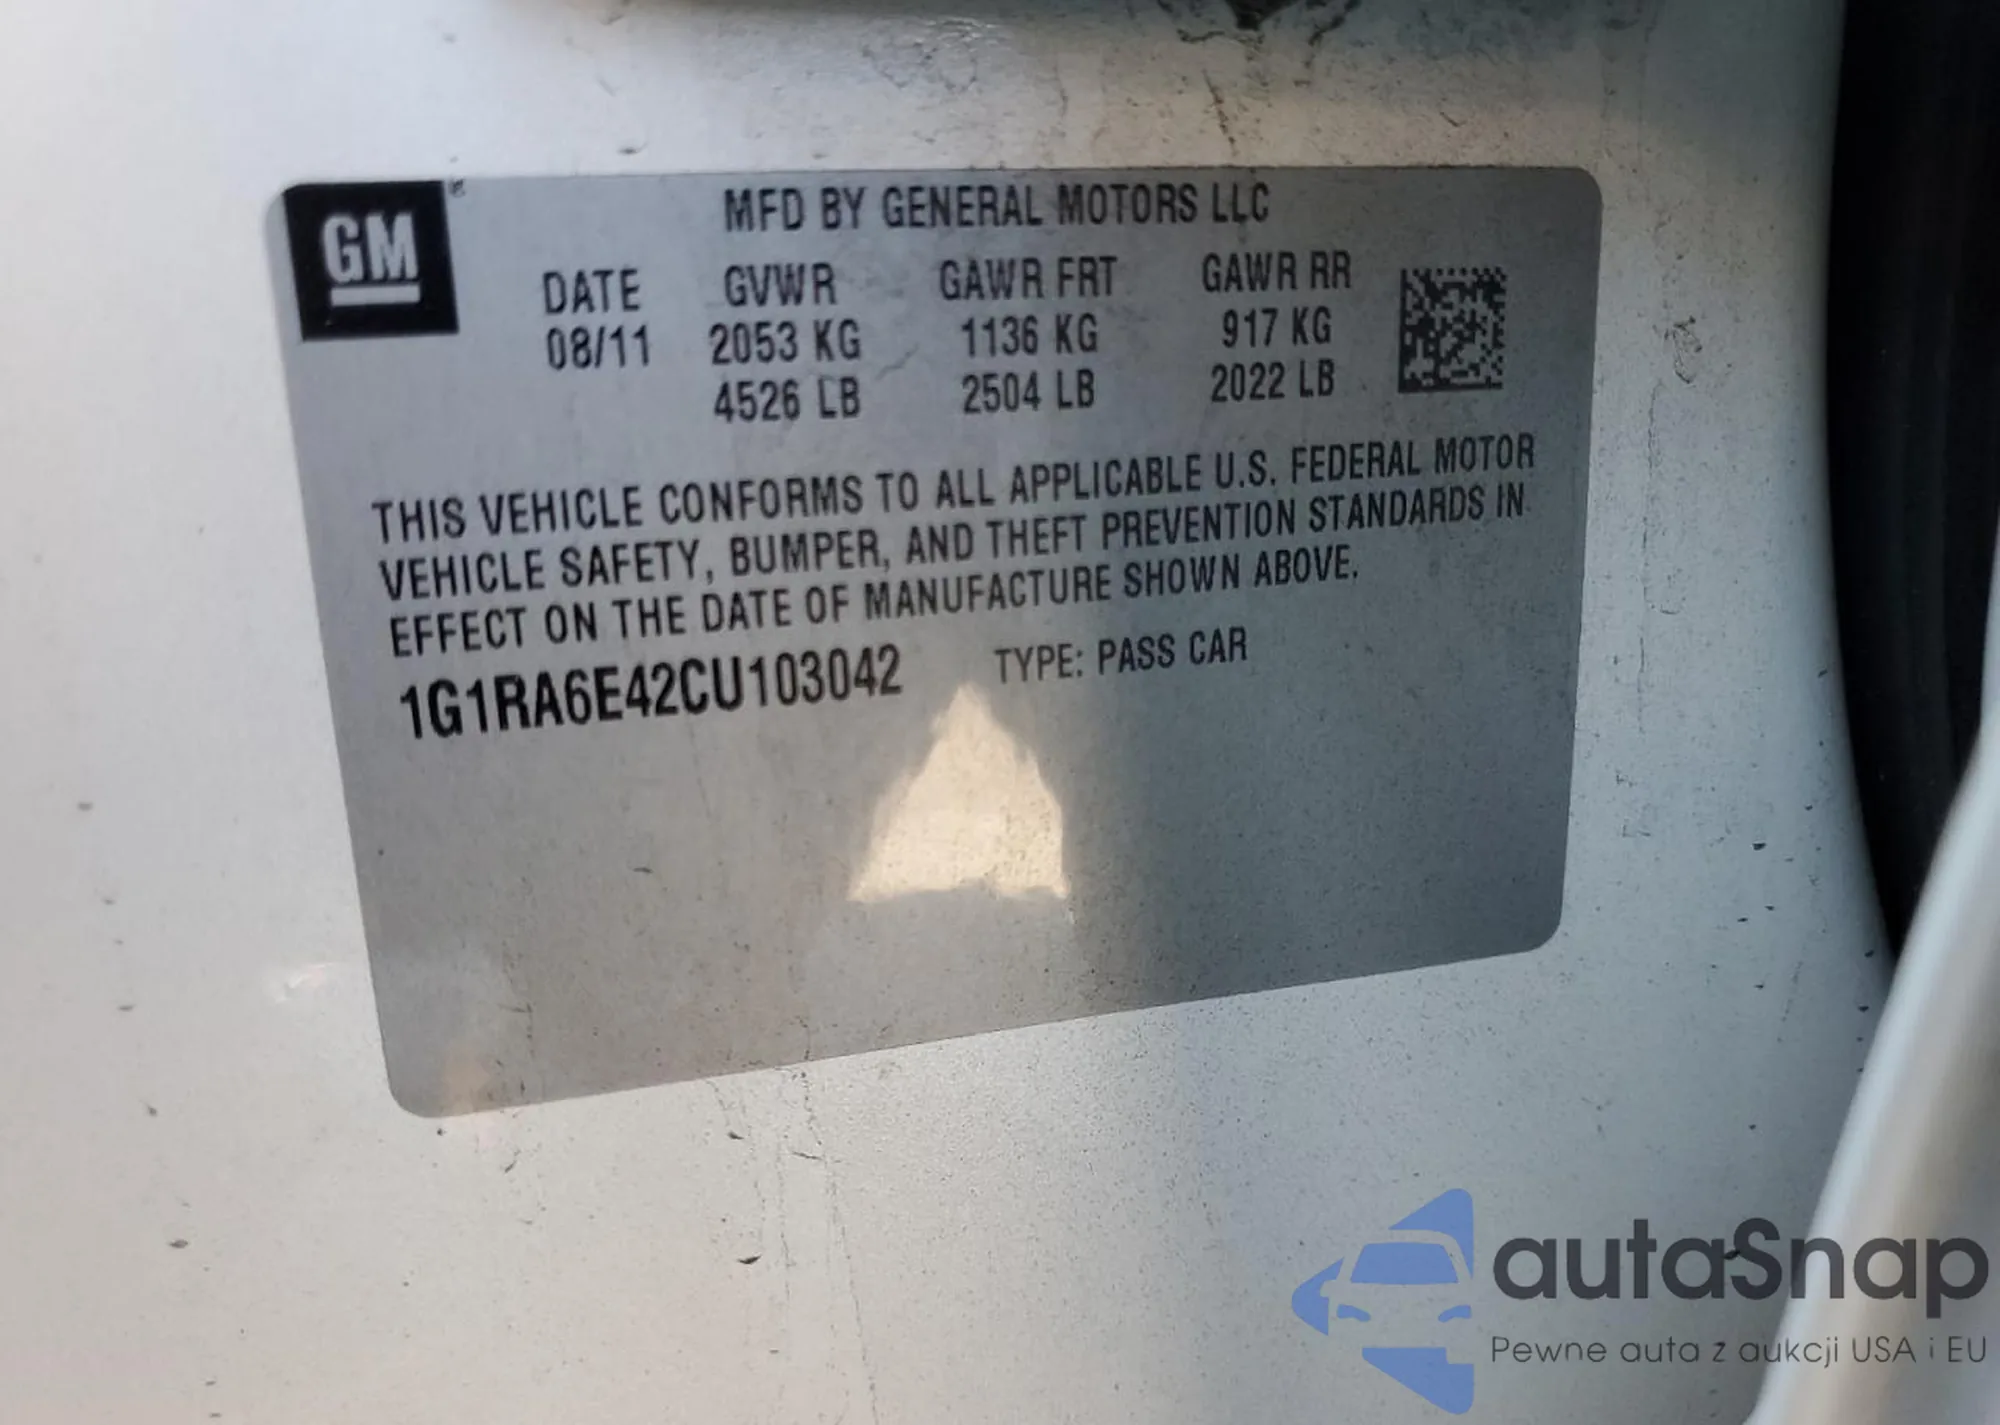 GM
MFD BY GENERAL MOTORS LLC
DATE GVWR GAWR FRT GAWR RR
08/11 2053 KG 1136 KG 917 KG
4526 LB 2504 LB 2022 LB
THIS VEHICLE CONFORMS TO ALL APPLICABLE U.S. FEDERAL MOTOR
VEHICLE SAFETY, BUMPER, AND THEFT PREVENTION STANDARDS IN
EFFECT ON THE DATE OF MANUFACTURE SHOWN ABOVE.
1G1RA6E42CU103042 TYPE: PASS CAR
autaSnap
Pewne auta z aukcji USA i EU